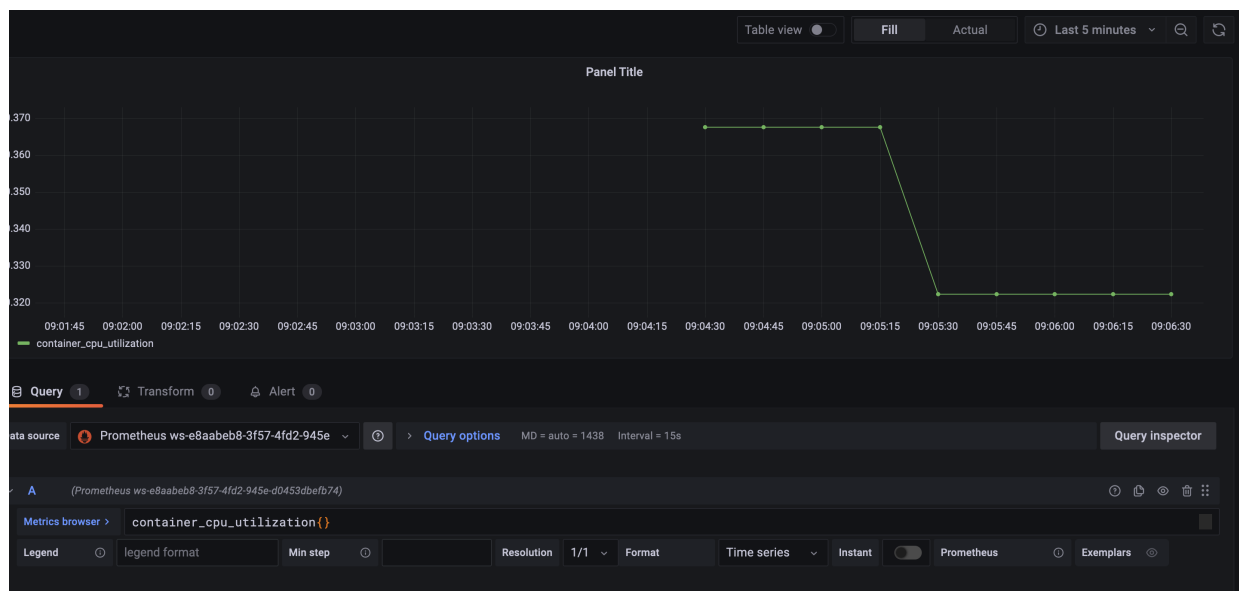 Table view Fill Actual Last 5 minutes
Panel Title
.370
.360
.350
.340
.330
.320
09:01:45 09:02:00 09:02:15 09:02:30 09:02:45 09:03:00 09:03:15 09:03:30 09:03:45 09:04:00 09:04:15 09:04:30 09:04:45 09:05:00 09:05:15 09:05:30 09:05:45 09:06:00 09:06:15 09:06:30
container_cpu_utilization
Query 1 Transform 0 Alert 0
ata source Prometheus ws-e8aabeb8-3f57-4fd2-945e > Query options MD = auto = 1438 Interval = 15s Query inspector
A (Prometheus ws-e8aabeb8-3f57-4fd2-945e-d0453dbefb74)
Metrics browser > container_cpu_utilization{}
Legend legend format Min step Resolution 1/1 Format Time series Instant Prometheus Exemplars